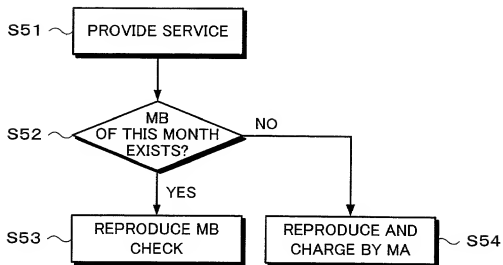 S51
PROVIDE SERVICE
S52
MB
OF THIS MONTH
EXISTS?
NO
YES
S53
REPRODUCE MB
CHECK
REPRODUCE AND
CHARGE BY MA
S54